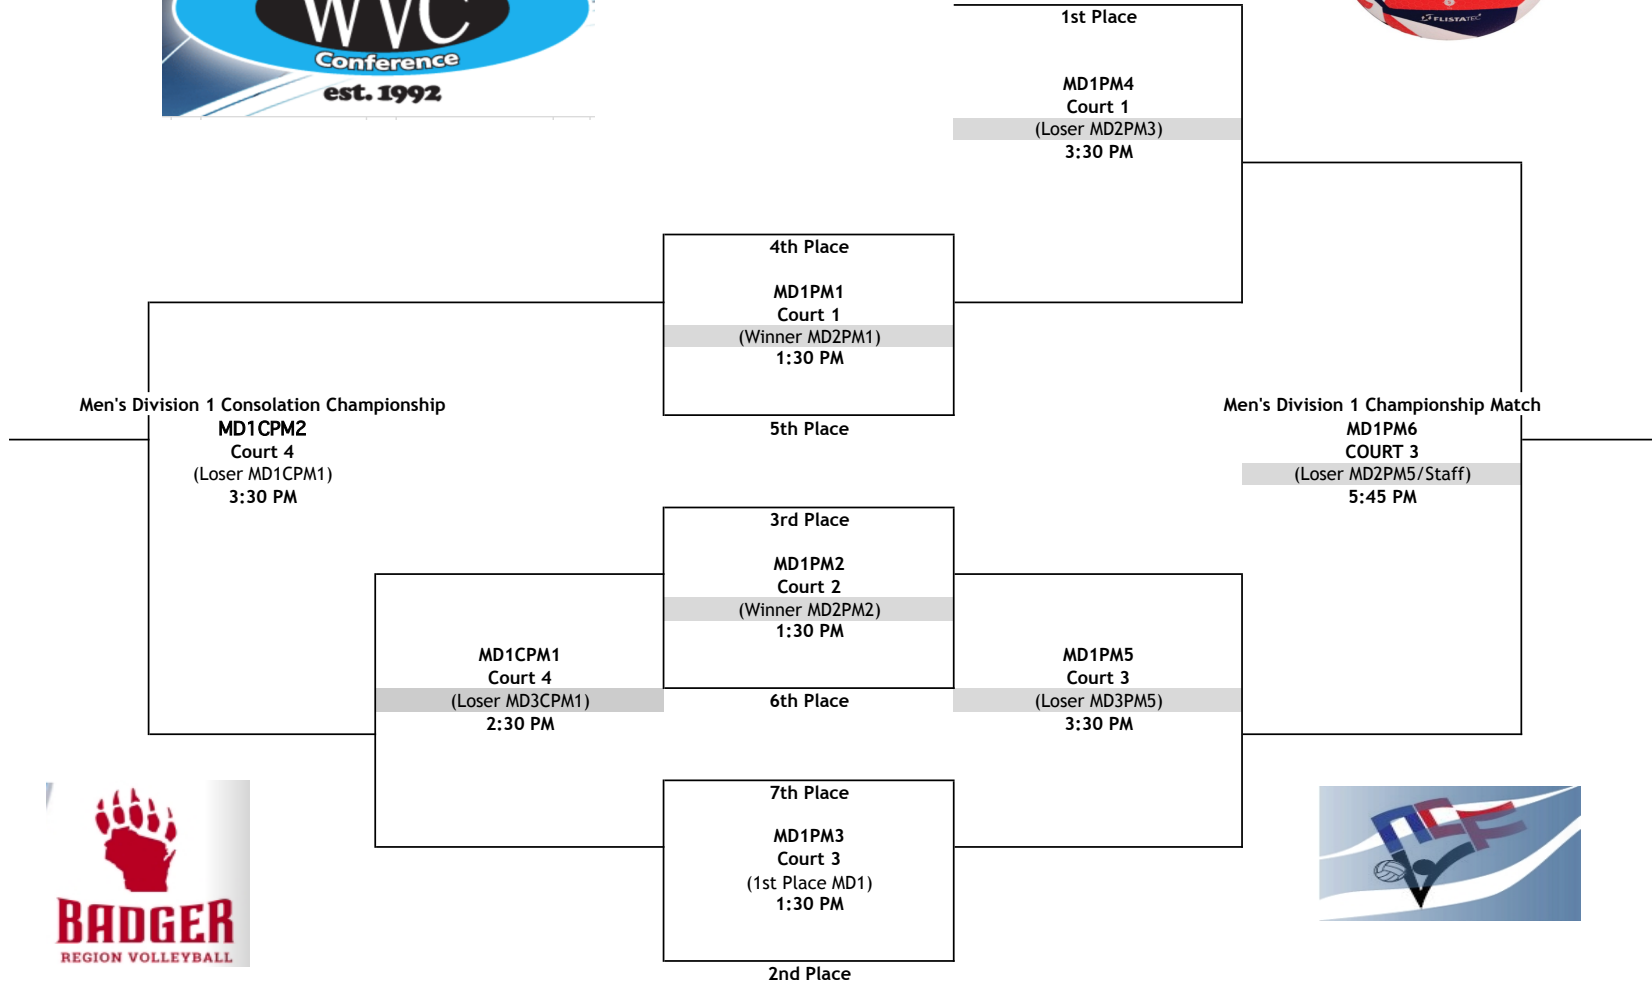 WVC
Conference
est. 1992
FLISTATEC
1st Place
MD1PM4
Court 1
(Loser MD2PM3)
3:30 PM
4th Place
MD1PM1
Court 1
(Winner MD2PM1)
1:30 PM
5th Place
Men's Division 1 Consolation Championship
MD1CPM2
Court 4
(Loser MD1CPM1)
3:30 PM
Men's Division 1 Championship Match
MD1PM6
COURT 3
(Loser MD2PM5/Staff)
5:45 PM
3rd Place
MD1PM2
Court 2
(Winner MD2PM2)
1:30 PM
6th Place
MD1CPM1
Court 4
(Loser MD3CPM1)
2:30 PM
MD1PM5
Court 3
(Loser MD3PM5)
3:30 PM
7th Place
MD1PM3
Court 3
(1st Place MD1)
1:30 PM
2nd Place
BADGER
REGION VOLLEYBALL
NCF